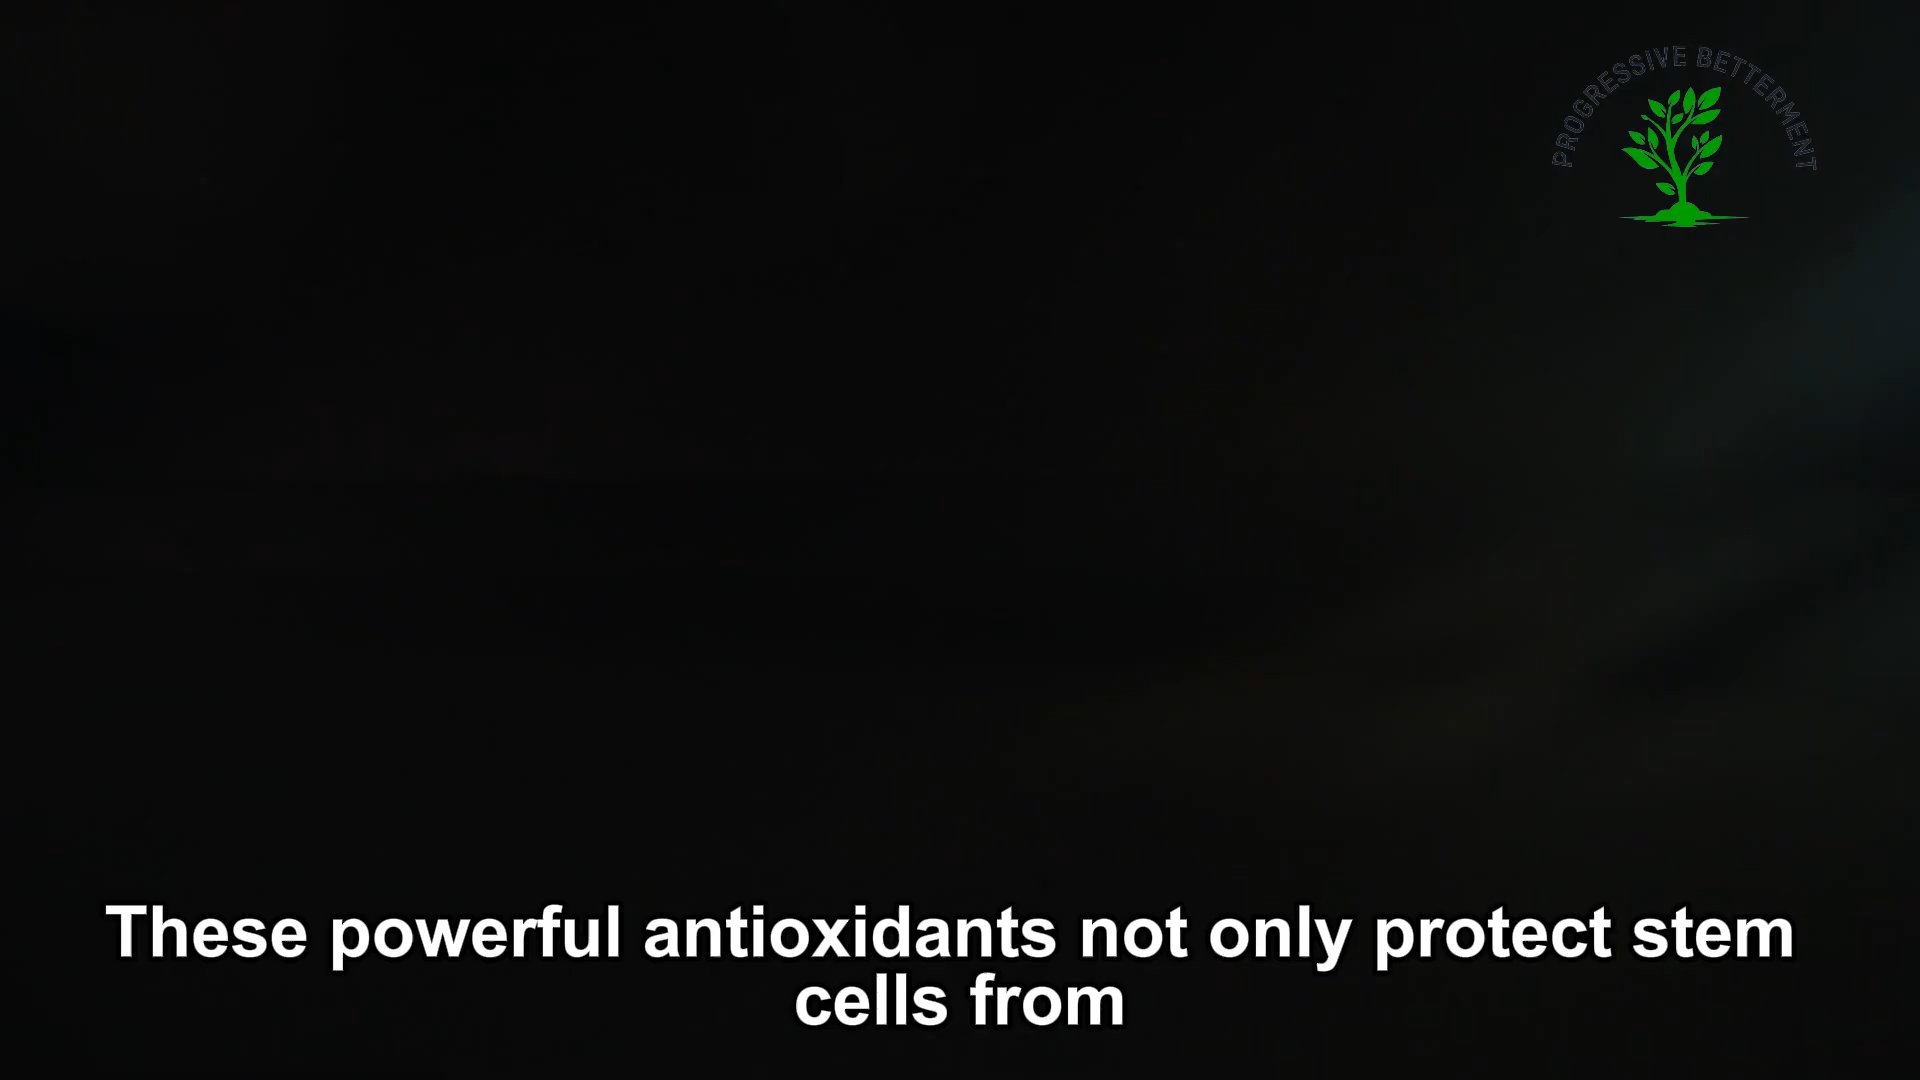 PROGRESSIVE BETTERMENT
These powerful antioxidants not only protect stem
cells from